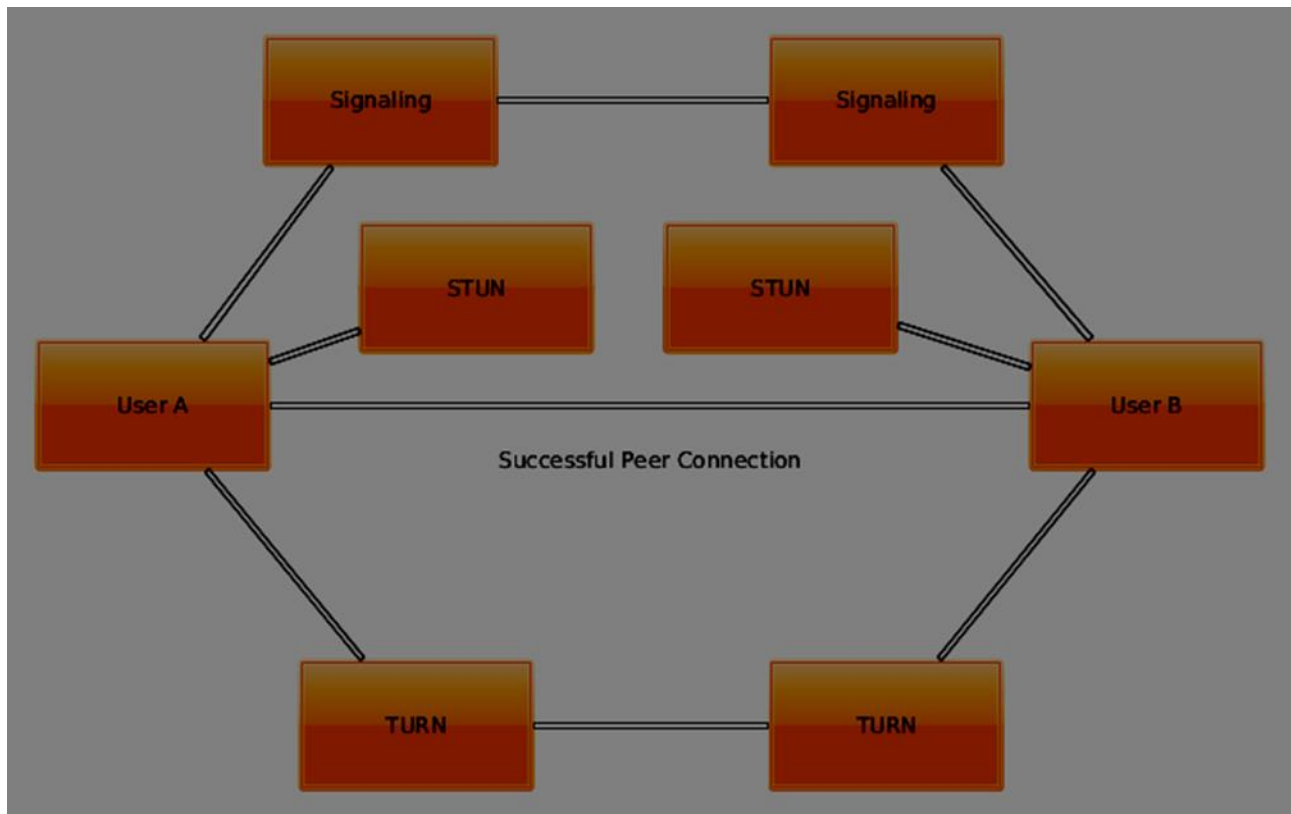 Signaling
Signaling
STUN
STUN
User A
User B
Successful Peer Connection
TURN
TURN